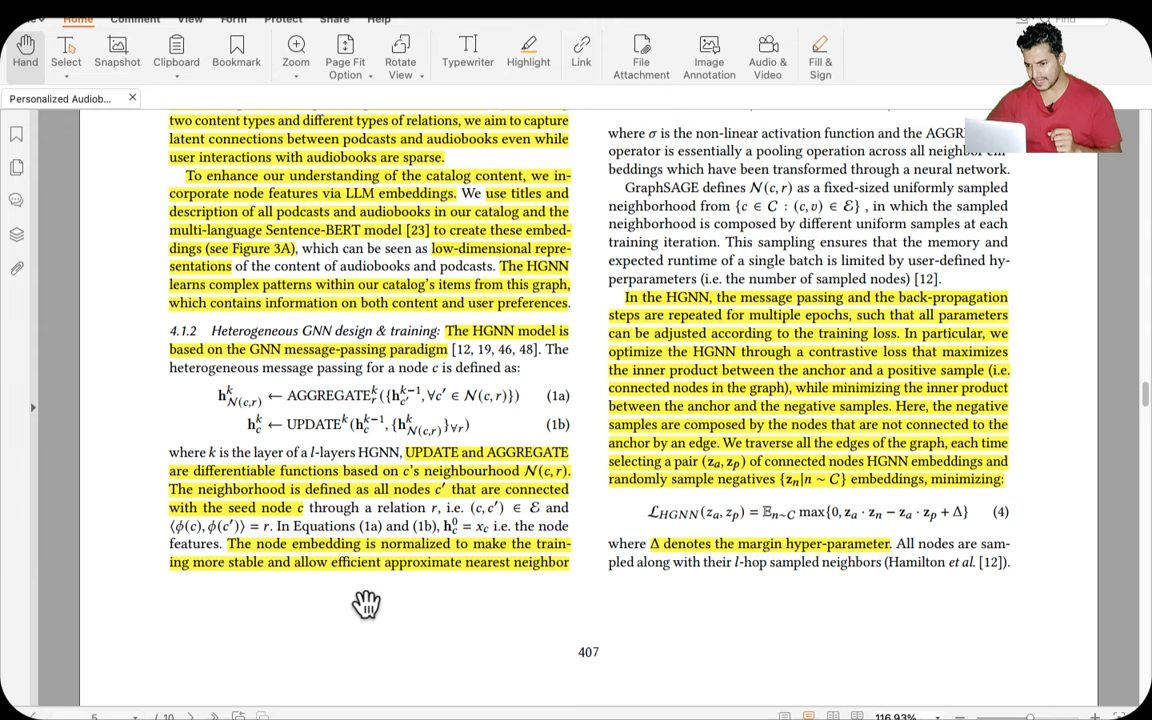 Home
Comment
View
Form
Protect
Share
Help
Find
Hand
Select
Snapshot
Clipboard
Bookmark
Zoom
Page Fit
Option
Rotate
View
Typewriter
Highlight
Link
File
Attachment
Image
Annotation
Audio &
Video
Fill &
Sign
Personalized Audiob...
two content types and different types of relations, we aim to capture
latent connections between podcasts and audiobooks even while
user interactions with audiobooks are sparse.
To enhance our understanding of the catalog content, we in-
corporate node features via LLM embeddings. We use titles and
description of all podcasts and audiobooks in our catalog and the
multi-language Sentence-BERT model [23] to create these embed-
dings (see Figure 3A), which can be seen as low-dimensional repre-
sentations of the content of audiobooks and podcasts. The HGNN
learns complex patterns within our catalog's items from this graph,
which contains information on both content and user preferences.
4.1.2 Heterogeneous GNN design & training: The HGNN model is
based on the GNN message-passing paradigm [12, 19, 46, 48]. The
heterogeneous message passing for a node c is defined as:
h^k_{N(c,r)} ← AGGREGATE^k_r({h^{k−1}_{c′}, ∀c′ ∈ N(c,r)}) (1a)
h^k_c ← UPDATE^k(h^{k−1}_c, {h^k_{N(c,r)}}_{∀r}) (1b)
where k is the layer of a l-layers HGNN, UPDATE and AGGREGATE
are differentiable functions based on c's neighbourhood N(c,r).
The neighborhood is defined as all nodes c′ that are connected
with the seed node c through a relation r, i.e. (c, c′) ∈ E and
⟨ϕ(c), ϕ(c′)⟩ = r. In Equations (1a) and (1b), h^0_c = x_c i.e. the node
features. The node embedding is normalized to make the train-
ing more stable and allow efficient approximate nearest neighbor
where σ is the non-linear activation function and the AGGR
operator is essentially a pooling operation across all neighbor em-
beddings which have been transformed through a neural network.
GraphSAGE defines N(c,r) as a fixed-sized uniformly sampled
neighborhood from {c ∈ C : (c, v) ∈ E} , in which the sampled
neighborhood is composed by different uniform samples at each
training iteration. This sampling ensures that the memory and
expected runtime of a single batch is limited by user-defined hy-
perparameters (i.e. the number of sampled nodes) [12].
In the HGNN, the message passing and the back-propagation
steps are repeated for multiple epochs, such that all parameters
can be adjusted according to the training loss. In particular, we
optimize the HGNN through a contrastive loss that maximizes
the inner product between the anchor and a positive sample (i.e.
connected nodes in the graph), while minimizing the inner product
between the anchor and the negative samples. Here, the negative
samples are composed by the nodes that are not connected to the
anchor by an edge. We traverse all the edges of the graph, each time
selecting a pair (z_a, z_p) of connected nodes HGNN embeddings and
randomly sample negatives {z_n|n ∼ C} embeddings, minimizing:
L_{HGNN}(z_a, z_p) = E_{n∼C} max{0, z_a · z_n − z_a · z_p + Δ} (4)
where Δ denotes the margin hyper-parameter. All nodes are sam-
pled along with their l-hop sampled neighbors (Hamilton et al. [12]).
407
5
/ 10
116.93%